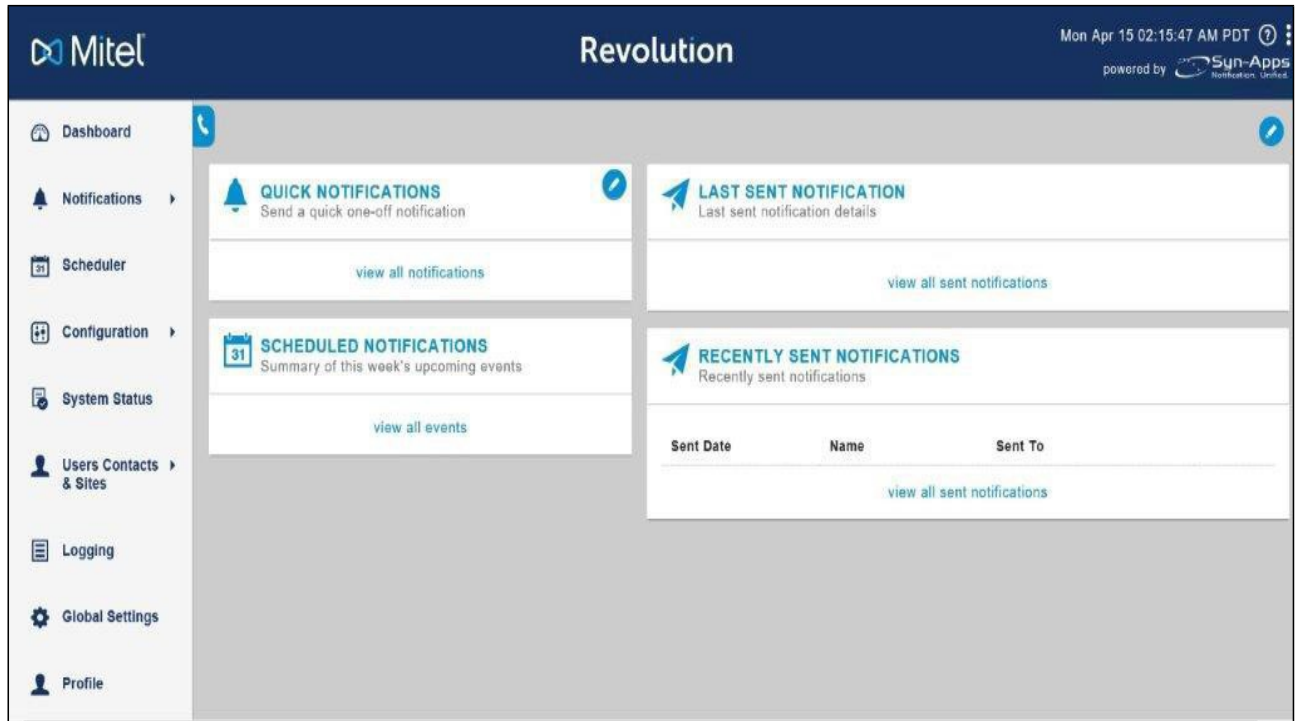 Mitel
Revolution
Mon Apr 15 02:15:47 AM PDT ?
powered by Syn-Apps
Notification. Unified.
Dashboard
Notifications
31 Scheduler
Configuration
System Status
Users Contacts
& Sites
Logging
Global Settings
Profile
QUICK NOTIFICATIONS
Send a quick one-off notification
view all notifications
31 SCHEDULED NOTIFICATIONS
Summary of this week's upcoming events
view all events
LAST SENT NOTIFICATION
Last sent notification details
view all sent notifications
RECENTLY SENT NOTIFICATIONS
Recently sent notifications
Sent Date Name Sent To
view all sent notifications